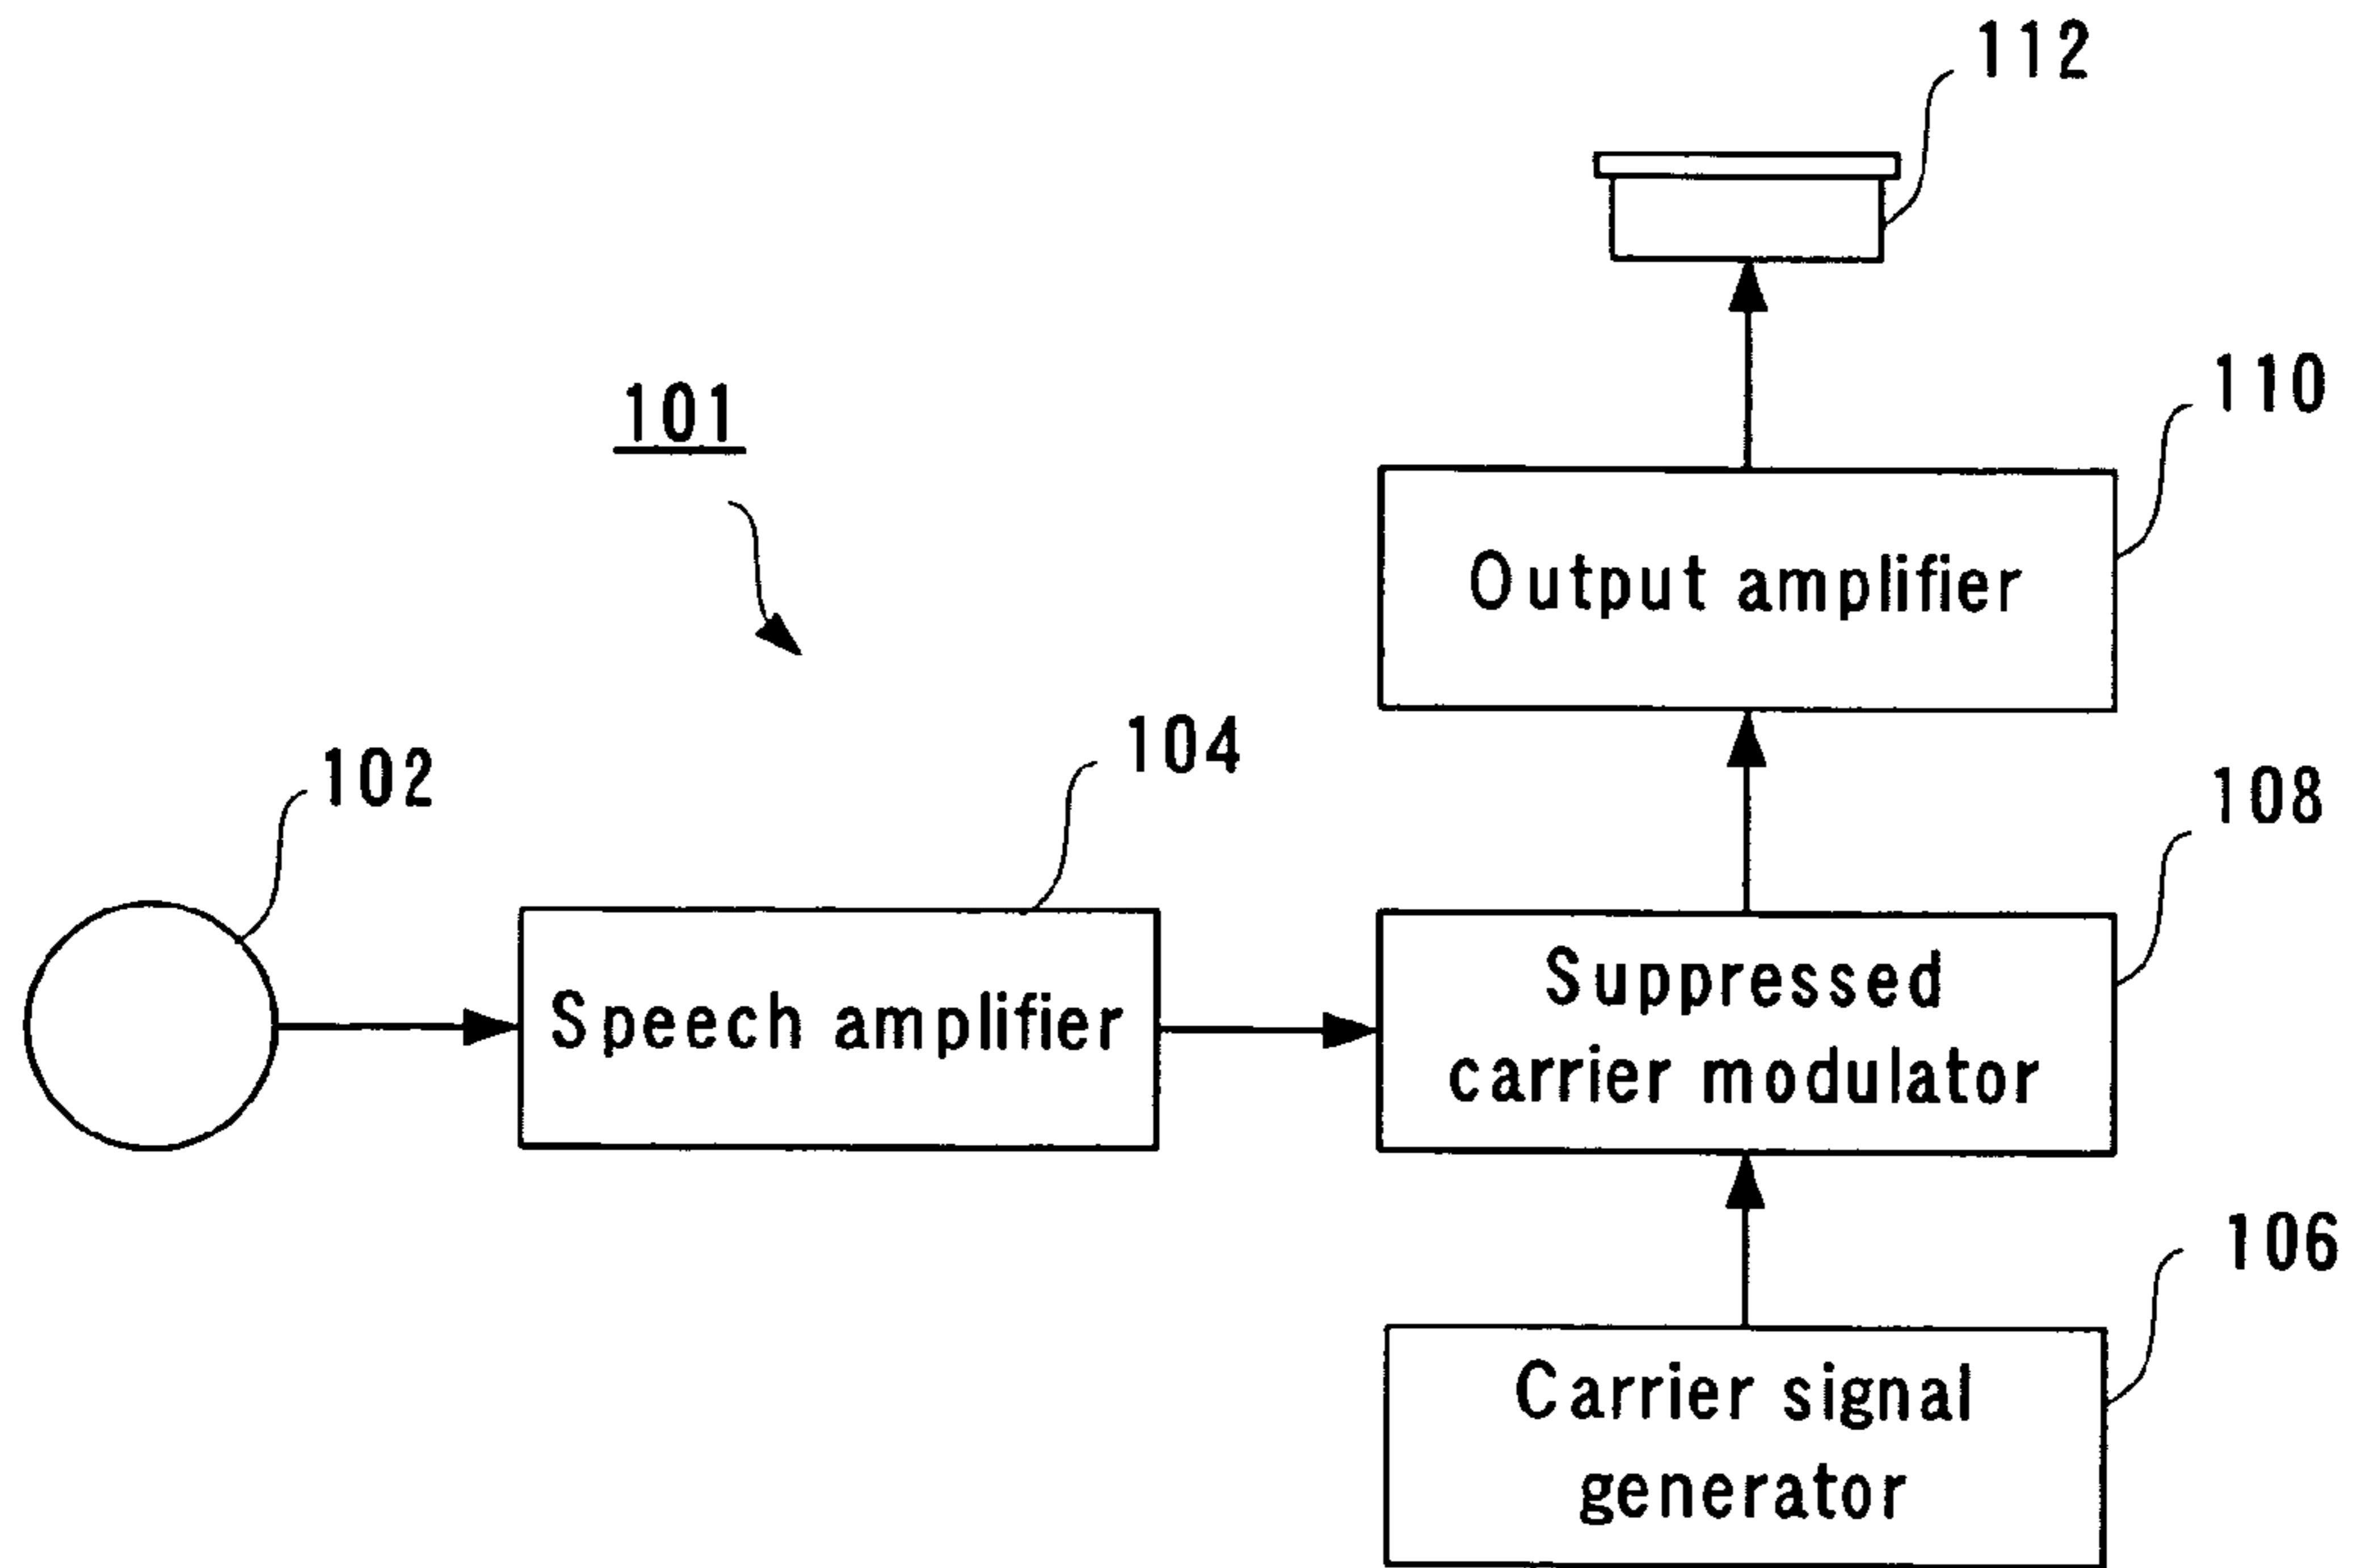 112
110
101
Output amplifier
104
102
108
Suppressed
carrier modulator
Speech amplifier
106
Carrier signal
generator